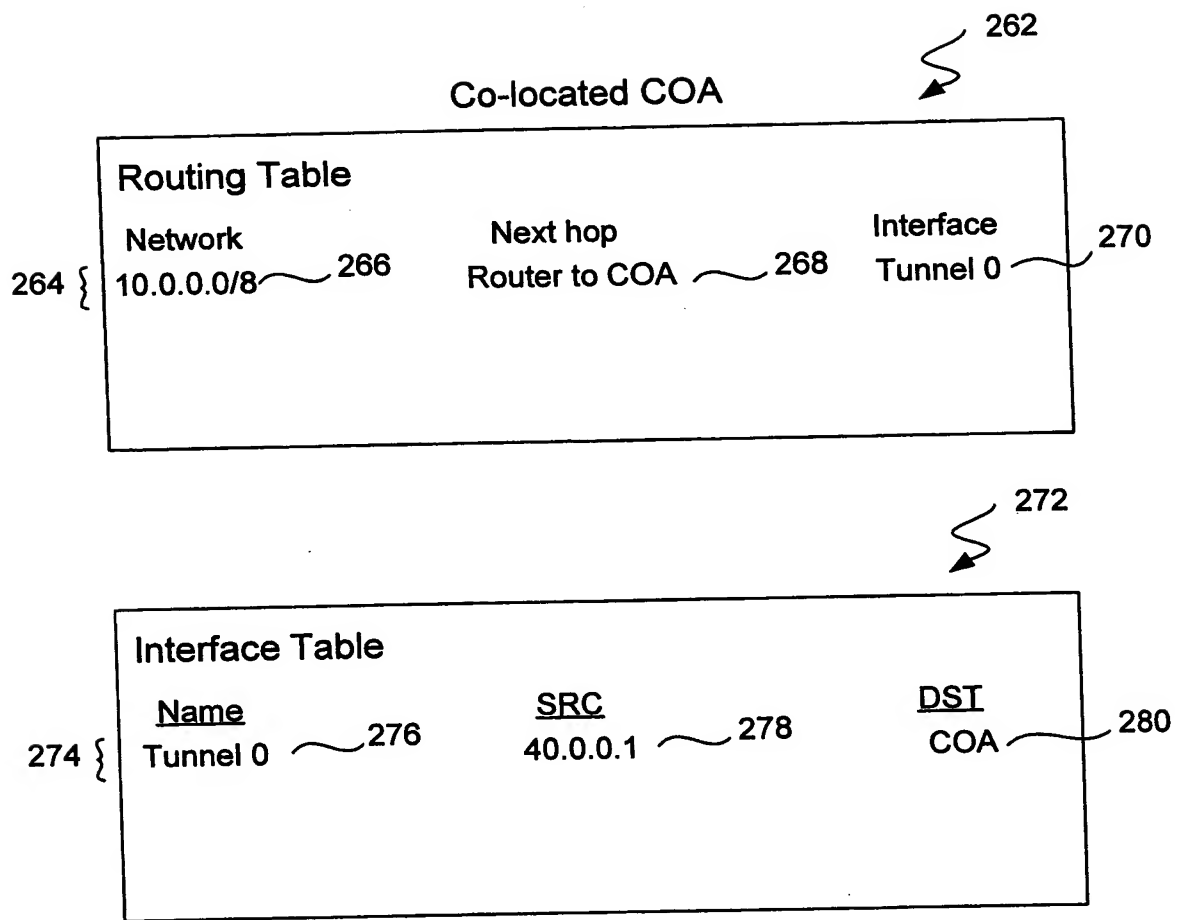 262
Co-located COA
Routing Table
Network Next hop Interface
264 { 10.0.0.0/8 266 Router to COA 268 Tunnel 0 270
272
Interface Table
Name SRC DST
274 { Tunnel 0 276 40.0.0.1 278 COA 280